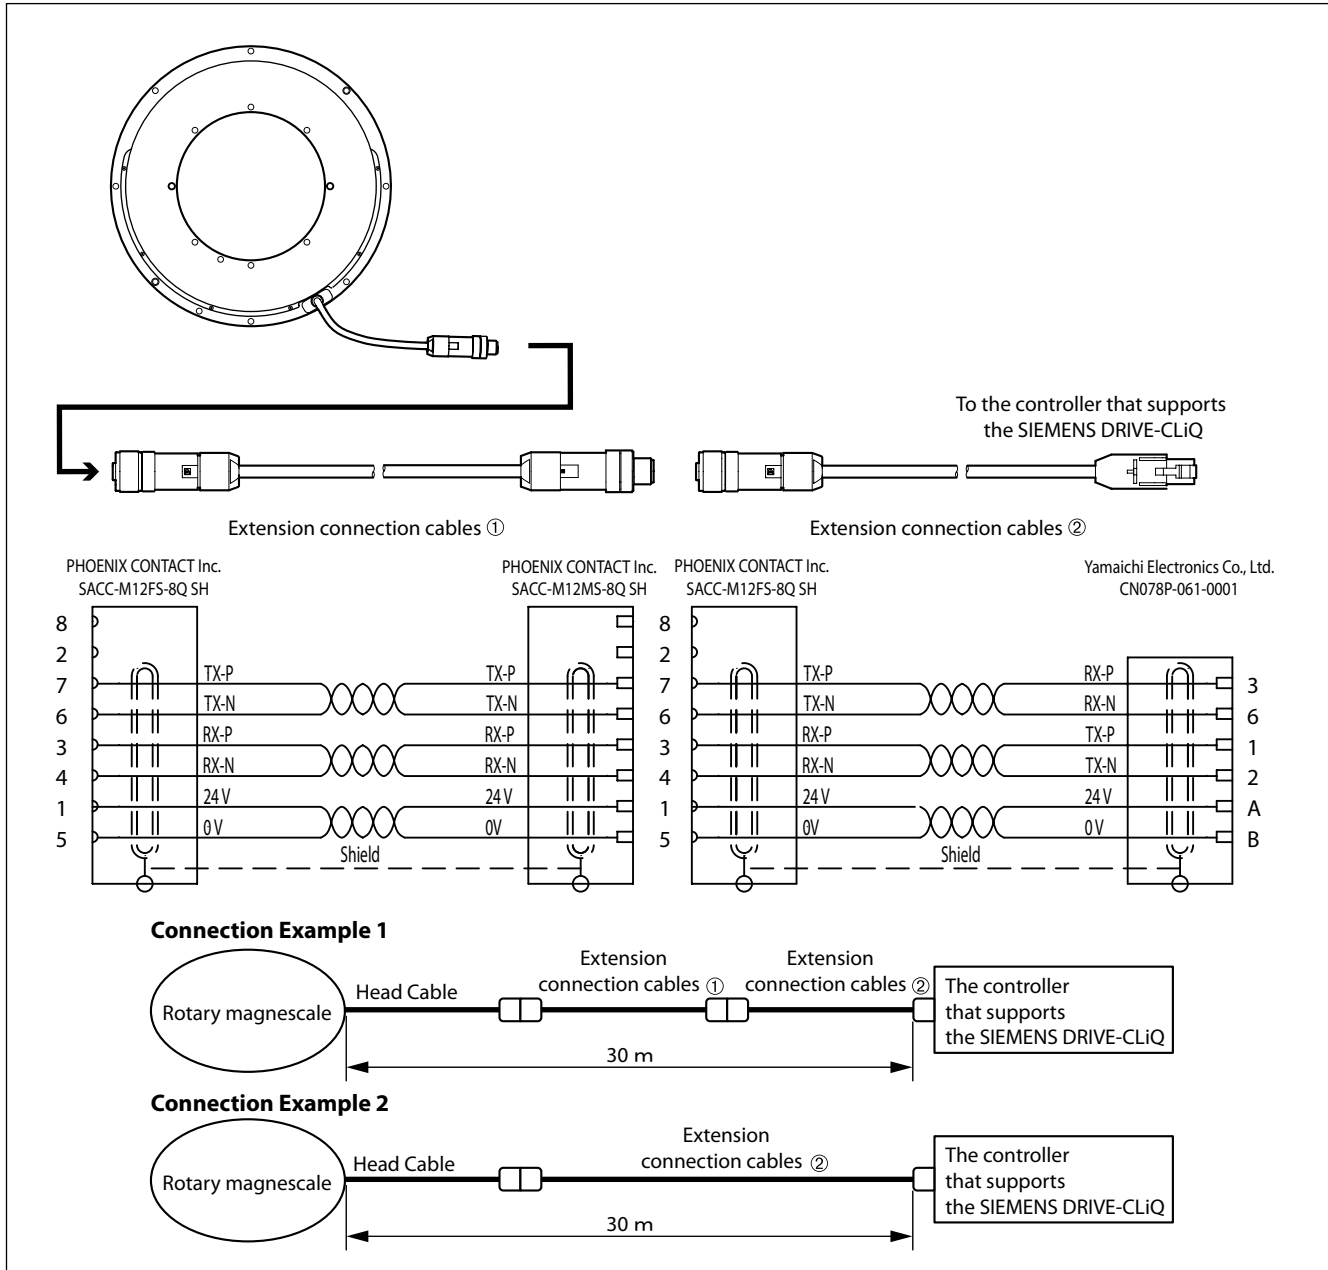 To the controller that supports
the SIEMENS DRIVE-CLiQ
Extension connection cables ①
Extension connection cables ②
PHOENIX CONTACT Inc.
SACC-M12FS-8Q SH
PHOENIX CONTACT Inc.
SACC-M12MS-8Q SH
PHOENIX CONTACT Inc.
SACC-M12FS-8Q SH
Yamaichi Electronics Co., Ltd.
CN078P-061-0001
8
8
2
2
7 TX-P TX-P
7 TX-P RX-P 3
6 TX-N TX-N
6 TX-N RX-N 6
3 RX-P RX-P
3 RX-P TX-P 1
4 RX-N RX-N
4 RX-N TX-N 2
1 24 V 24 V
1 24 V 24 V A
5 0V 0V
5 0V 0V B
Shield
Shield
Connection Example 1
Rotary magnescale
Head Cable
Extension
connection cables ①
Extension
connection cables ②
The controller
that supports
the SIEMENS DRIVE-CLiQ
30 m
Connection Example 2
Rotary magnescale
Head Cable
Extension
connection cables ②
The controller
that supports
the SIEMENS DRIVE-CLiQ
30 m